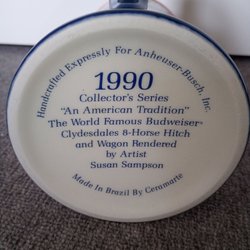 Handcrafted Expressly For Anheuser-Busch, Inc.
1990
Collector's Series
"An American Tradition"
The World Famous Budweiser
Clydesdales 8-Horse Hitch
and Wagon Rendered
by Artist
Susan Sampson
Made in Brazil By Ceramarte